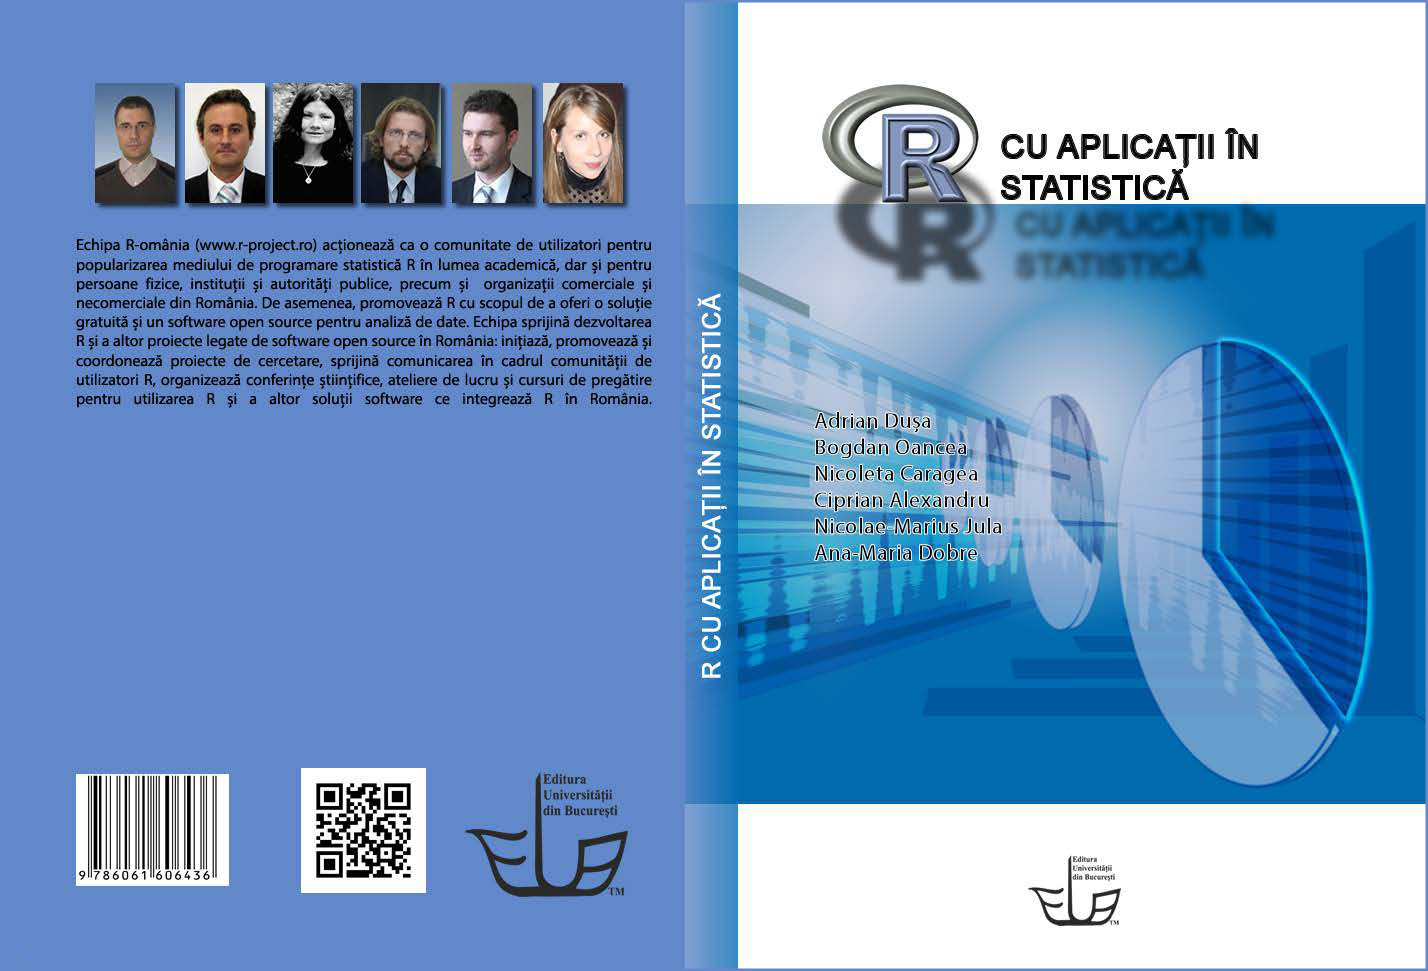 Echipa R-omânia (www.r-project.ro) acționează ca o comunitate de utilizatori pentru
popularizarea mediului de programare statistică R în lumea academică, dar și pentru
persoane fizice, instituții și autorități publice, precum și organizații comerciale și
necomerciale din România. De asemenea, promovează R cu scopul de a oferi o soluție
gratuită și un software open source pentru analiză de date. Echipa sprijină dezvoltarea
R și a altor proiecte legate de software open source în România: inițiază, promovează și
coordonează proiecte de cercetare, sprijină comunicarea în cadrul comunității de
utilizatori R, organizează conferințe științifice, ateliere de lucru și cursuri de pregătire
pentru utilizarea R și a altor soluții software ce integrează R în România.
9 786061 606436
Editura
Universității
din București
TM
R CU APLICAȚII ÎN STATISTICĂ
R
CU APLICAȚII ÎN
STATISTICĂ
R
CU APLICAȚII ÎN
STATISTICĂ
Adrian Dușa
Bogdan Oancea
Nicoleta Caragea
Ciprian Alexandru
Nicolae-Marius Jula
Ana-Maria Dobre
Editura
Universității
din București
TM